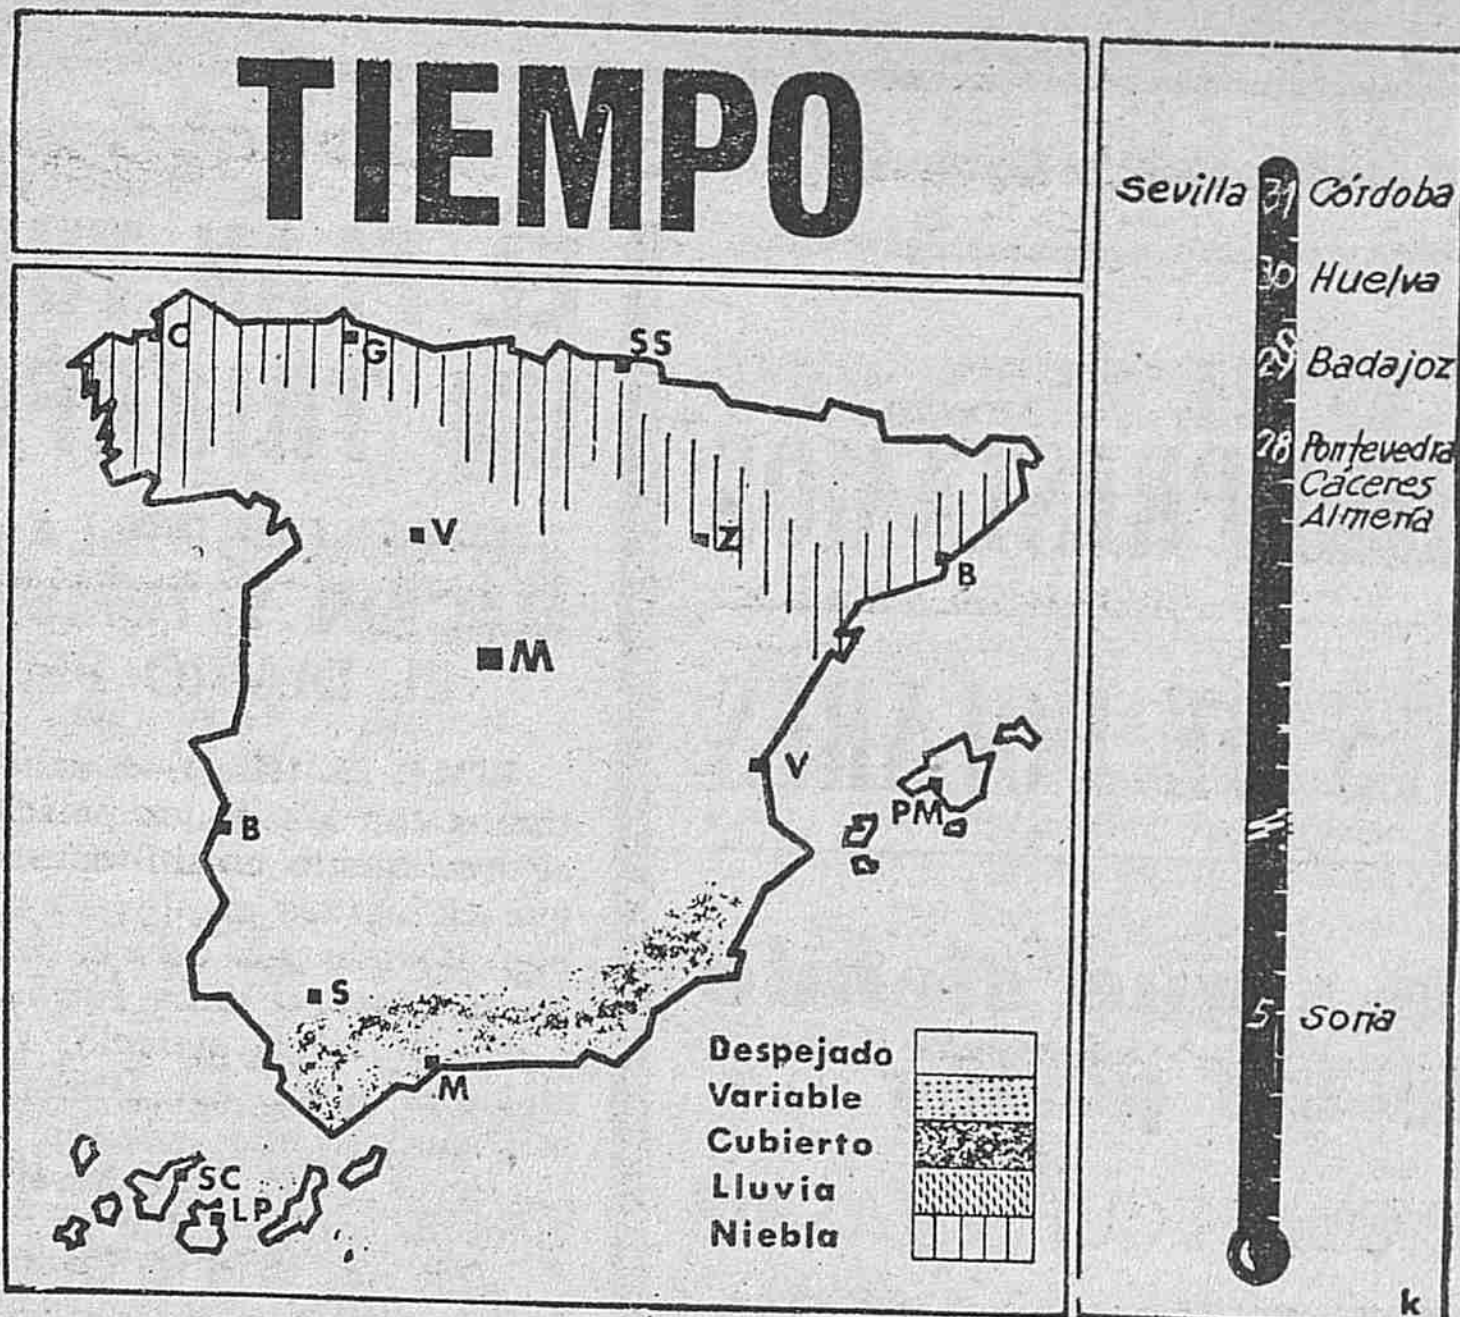 TIEMPO
C
G
SS
V
Z
B
M
V
B
PM
S
M
SC
LP
Despejado
Variable
Cubierto
Lluvia
Niebla
Sevilla 31 Córdoba
30 Huelva
29 Badajoz
28 Pontevedra
Cáceres
Almería
5 Soria
k